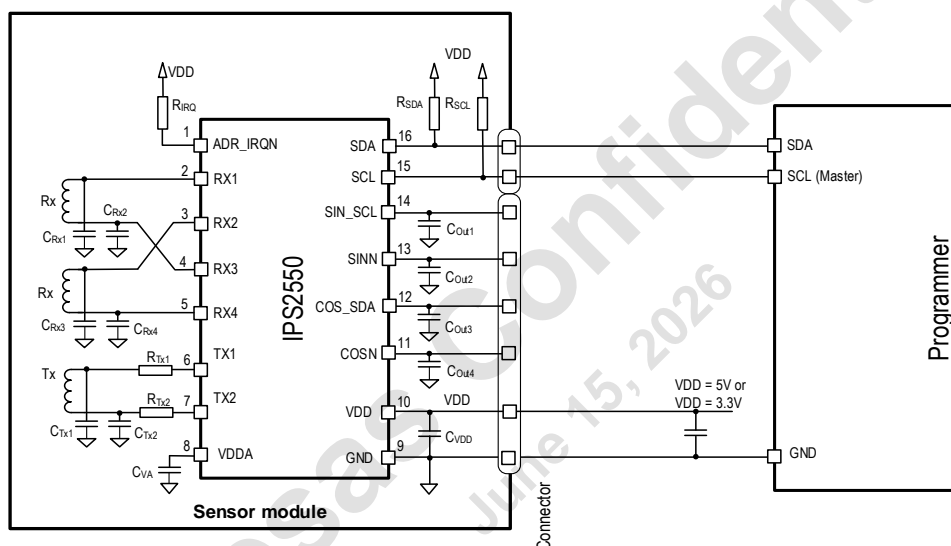 VDD
VDD
RIRQ
RSDA
RSCL
1
ADR_IRQN
SDA
16
SDA
2
RX1
SCL
15
SCL (Master)
Rx
CRx2
CRx1
3
RX2
SIN_SCL
14
COut1
SINN
13
COut2
4
RX3
IPS2550
Rx
CRx3
CRx4
5
RX4
COS_SDA
12
COut3
COSN
11
COut4
TX1
RTx1
6
Tx
TX2
RTx2
7
CTx1
CTx2
VDD
10
VDD
CVDD
VDD = 5V or
VDD = 3.3V
8
VDDA
CVA
GND
9
GND
Sensor module
Connector
Programmer
sas Confiden
June 15, 2026